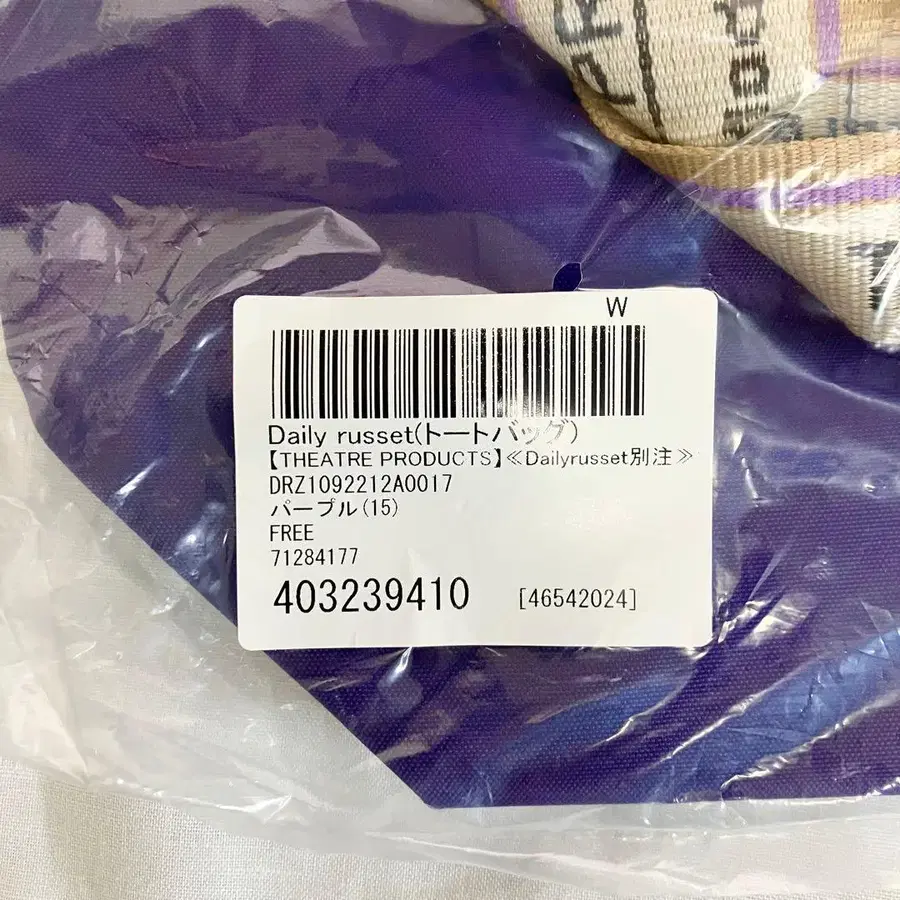 W
Daily russet(トートバッグ)
【THEATRE PRODUCTS】≪Dailyrusset別注≫
DRZ1092212A0017
パープル(15)
FREE
71284177
403239410 [46542024]